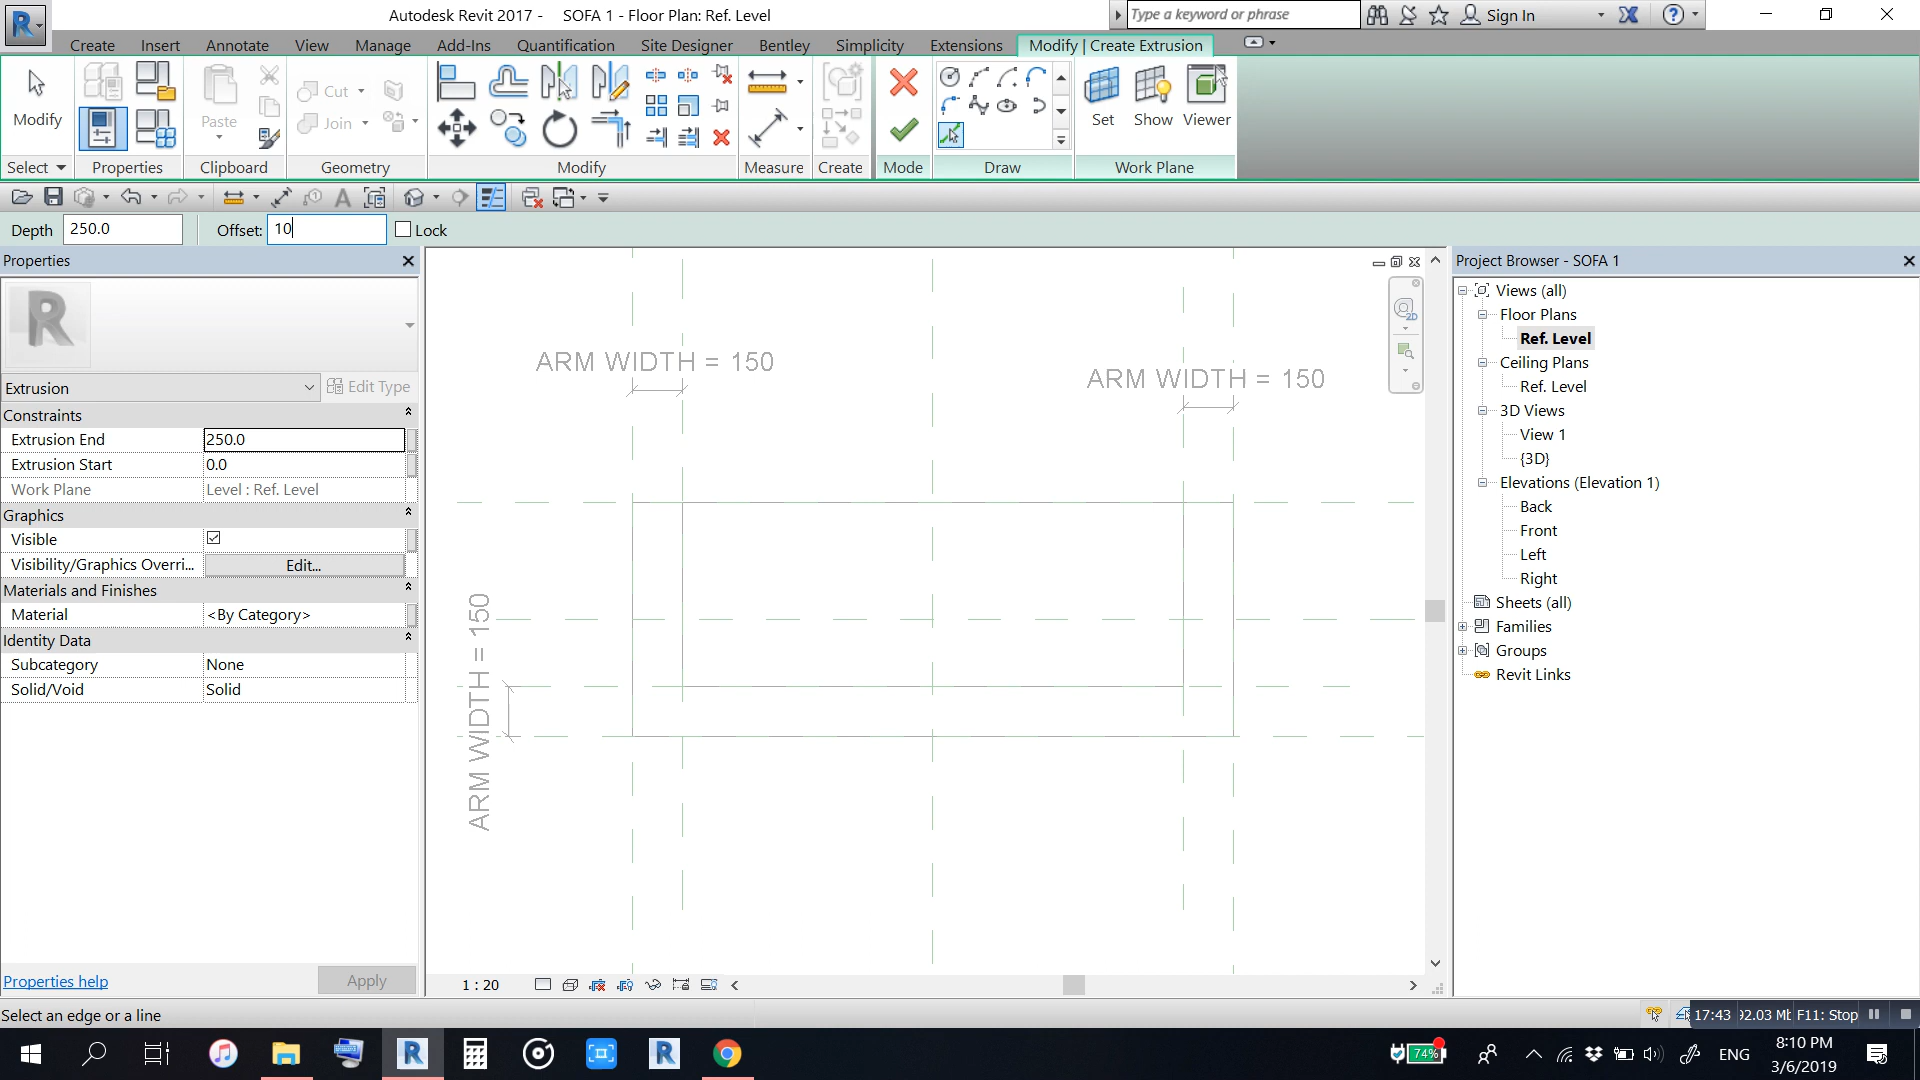 Autodesk Revit 2017 - SOFA 1 - Floor Plan: Ref. Level
Type a keyword or phrase
Sign In
Create Insert Annotate View Manage Add-Ins Quantification Site Designer Bentley Simplicity Extensions Modify | Create Extrusion
Modify
Paste
Cut
Join
Set Show Viewer
Select Properties Clipboard Geometry Modify Measure Create Mode Draw Work Plane
Depth 250.0 Offset: 10 Lock
Properties
Extrusion Edit Type
Constraints
Extrusion End 250.0
Extrusion Start 0.0
Work Plane Level : Ref. Level
Graphics
Visible
Visibility/Graphics Overri... Edit...
Materials and Finishes
Material <By Category>
Identity Data
Subcategory None
Solid/Void Solid
Properties help Apply
ARM WIDTH = 150
ARM WIDTH = 150
ARM WIDTH = 150
2D
1 : 20
Project Browser - SOFA 1
Views (all)
Floor Plans
Ref. Level
Ceiling Plans
Ref. Level
3D Views
View 1
{3D}
Elevations (Elevation 1)
Back
Front
Left
Right
Sheets (all)
Families
Groups
Revit Links
Select an edge or a line
17:43 92.03 Mb F11: Stop
74%
ENG
8:10 PM
3/6/2019